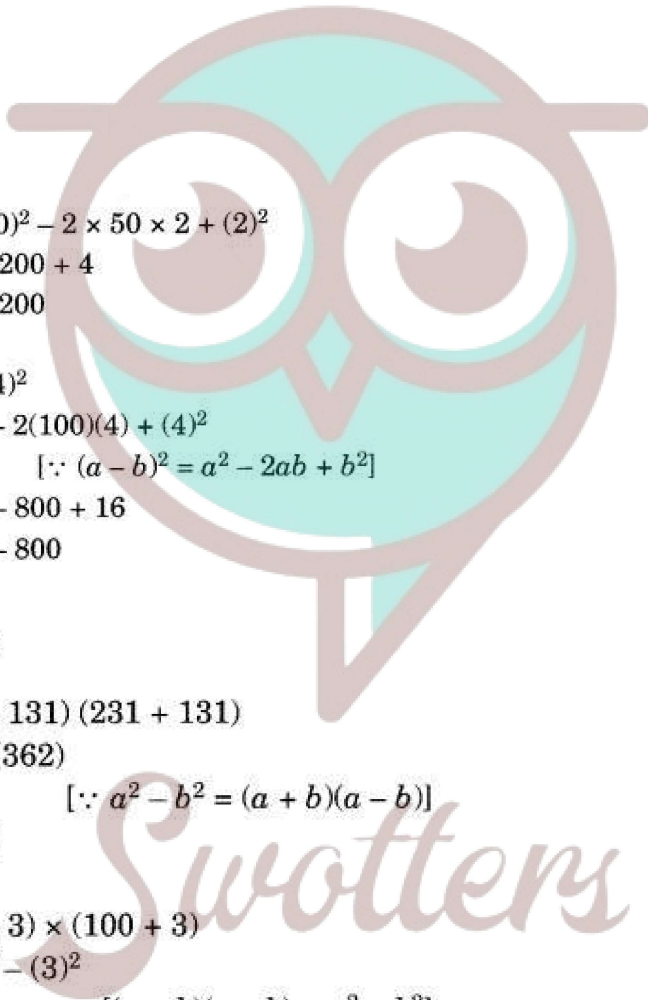 0)² – 2 × 50 × 2 + (2)²
200 + 4
200
4)²
- 2(100)(4) + (4)²
[∵ (a – b)² = a² – 2ab + b²]
- 800 + 16
- 800
131) (231 + 131)
(362)
[∵ a² – b² = (a + b)(a – b)]
Swotters
3) × (100 + 3)
– (3)²